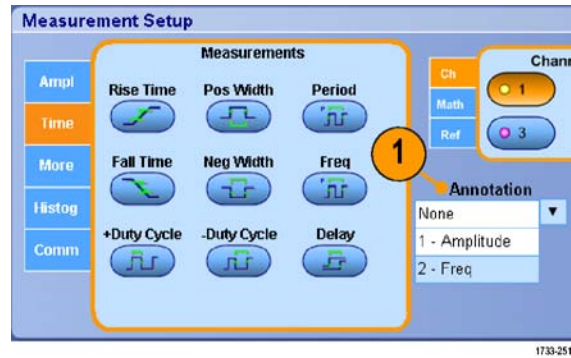 Measurement Setup
Measurements
Ampl
Time
More
Histog
Comm
Rise Time
Pos Width
Period
Fall Time
Neg Width
Freq
+Duty Cycle
-Duty Cycle
Delay
Ch
Math
Ref
Chann
1
3
1
Annotation
None
1 - Amplitude
2 - Freq
1733-251